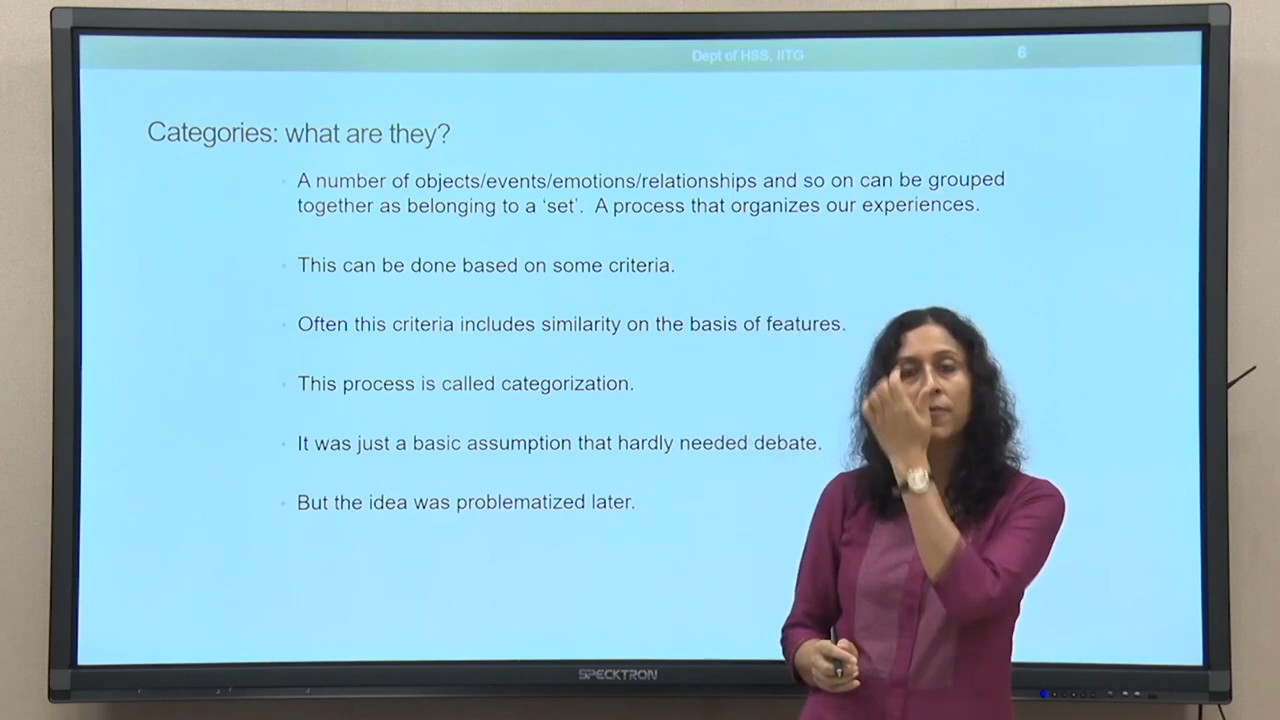 Dept of HSS, IITG 6
Categories: what are they?
A number of objects/events/emotions/relationships and so on can be grouped
together as belonging to a ‘set’. A process that organizes our experiences.
This can be done based on some criteria.
Often this criteria includes similarity on the basis of features.
This process is called categorization.
It was just a basic assumption that hardly needed debate.
But the idea was problematized later.
SPECKTRON